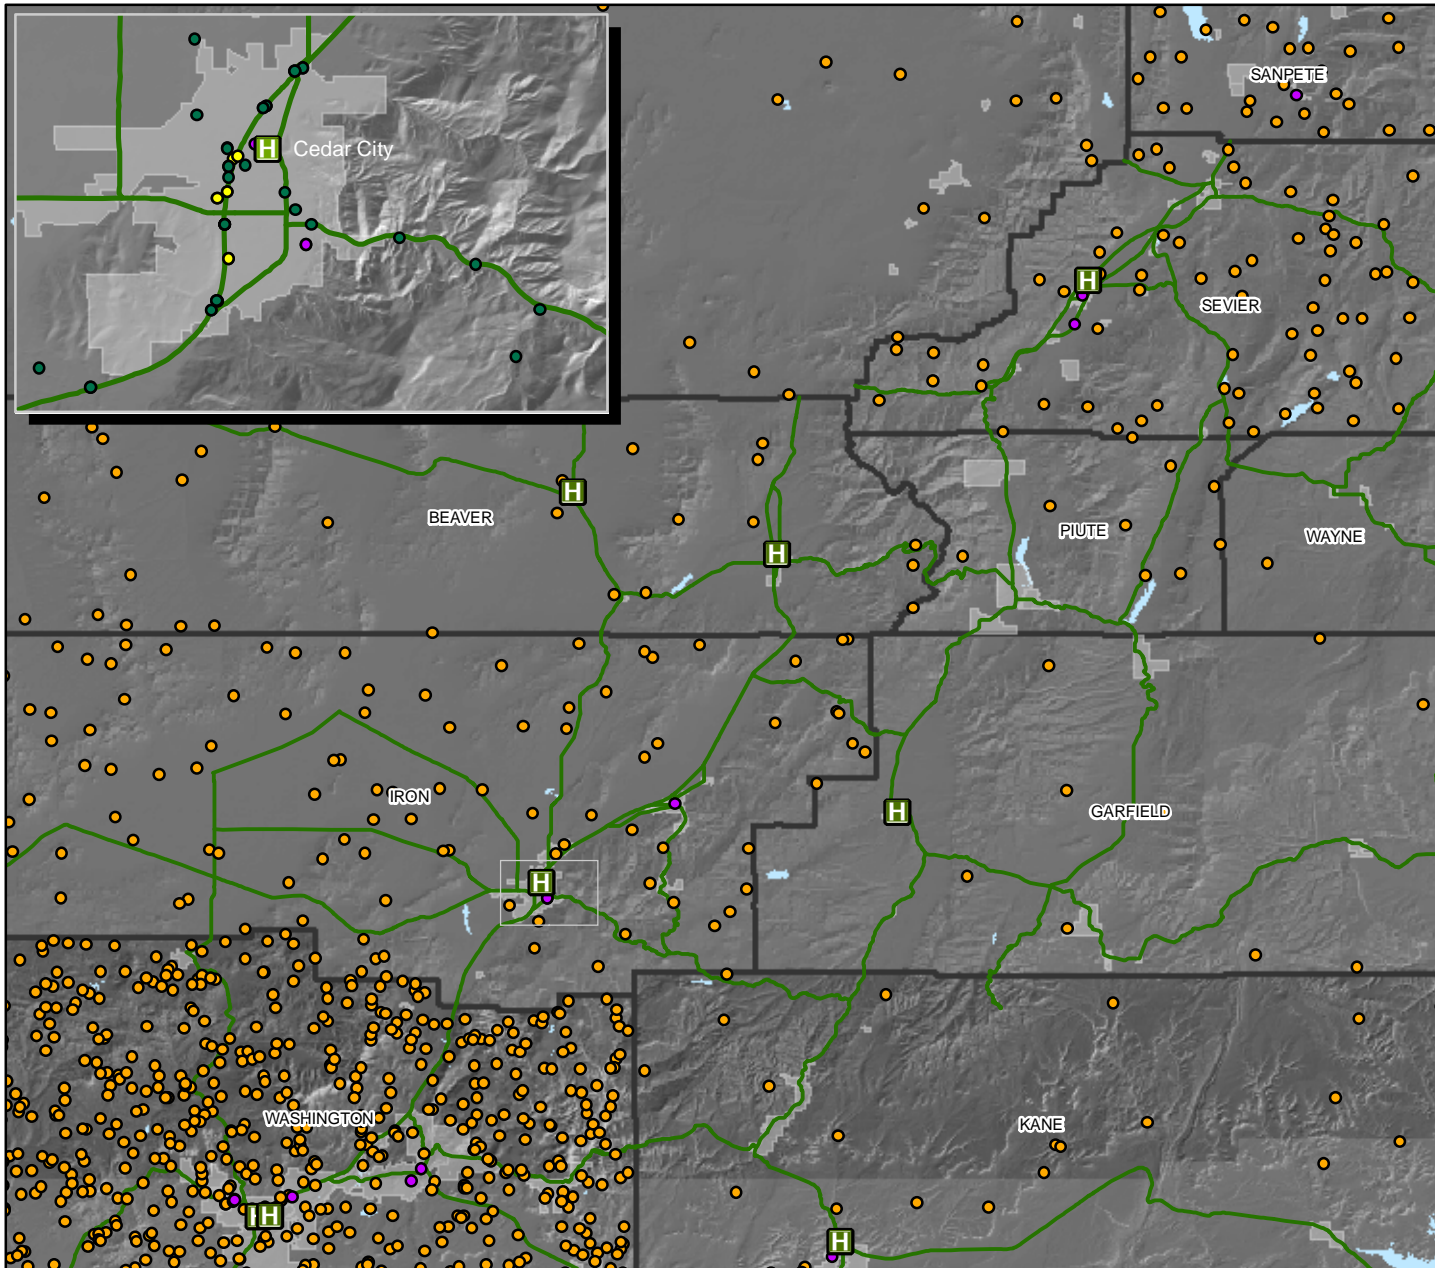 H
Cedar City
SANPETE
H
SEVIER
H
BEAVER
H
PIUTE
WAYNE
IRON
H
GARFIELD
H
WASHINGTON
KANE
H
H